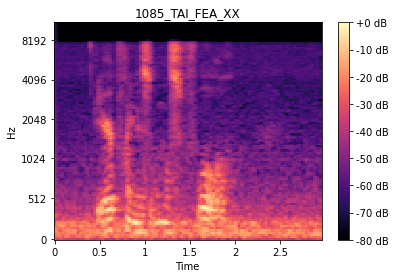 1085_TAI_FEA_XX
+0 dB
8192
-10 dB
4096
-20 dB
-30 dB
2048
Hz
-40 dB
1024
-50 dB
512
-60 dB
-70 dB
0
-80 dB
0 0.5 1 1.5 2 2.5
Time